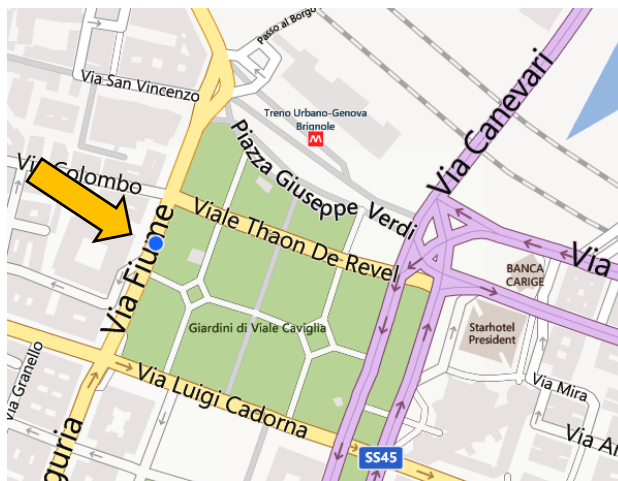 Passo al Borgo
Via San Vincenzo
Treno Urbano-Genova
Brignole
M
Via Canevari
Piazza Giuseppe Verdi
Colombo
Viale Thaon De Revel
Via Fiume
Via
BANCA
CARIGE
Giardini di Viale Caviglia
Starhotel
President
Via Granello
Via Luigi Cadorna
Via Mira
guria
Via Ar
SS45